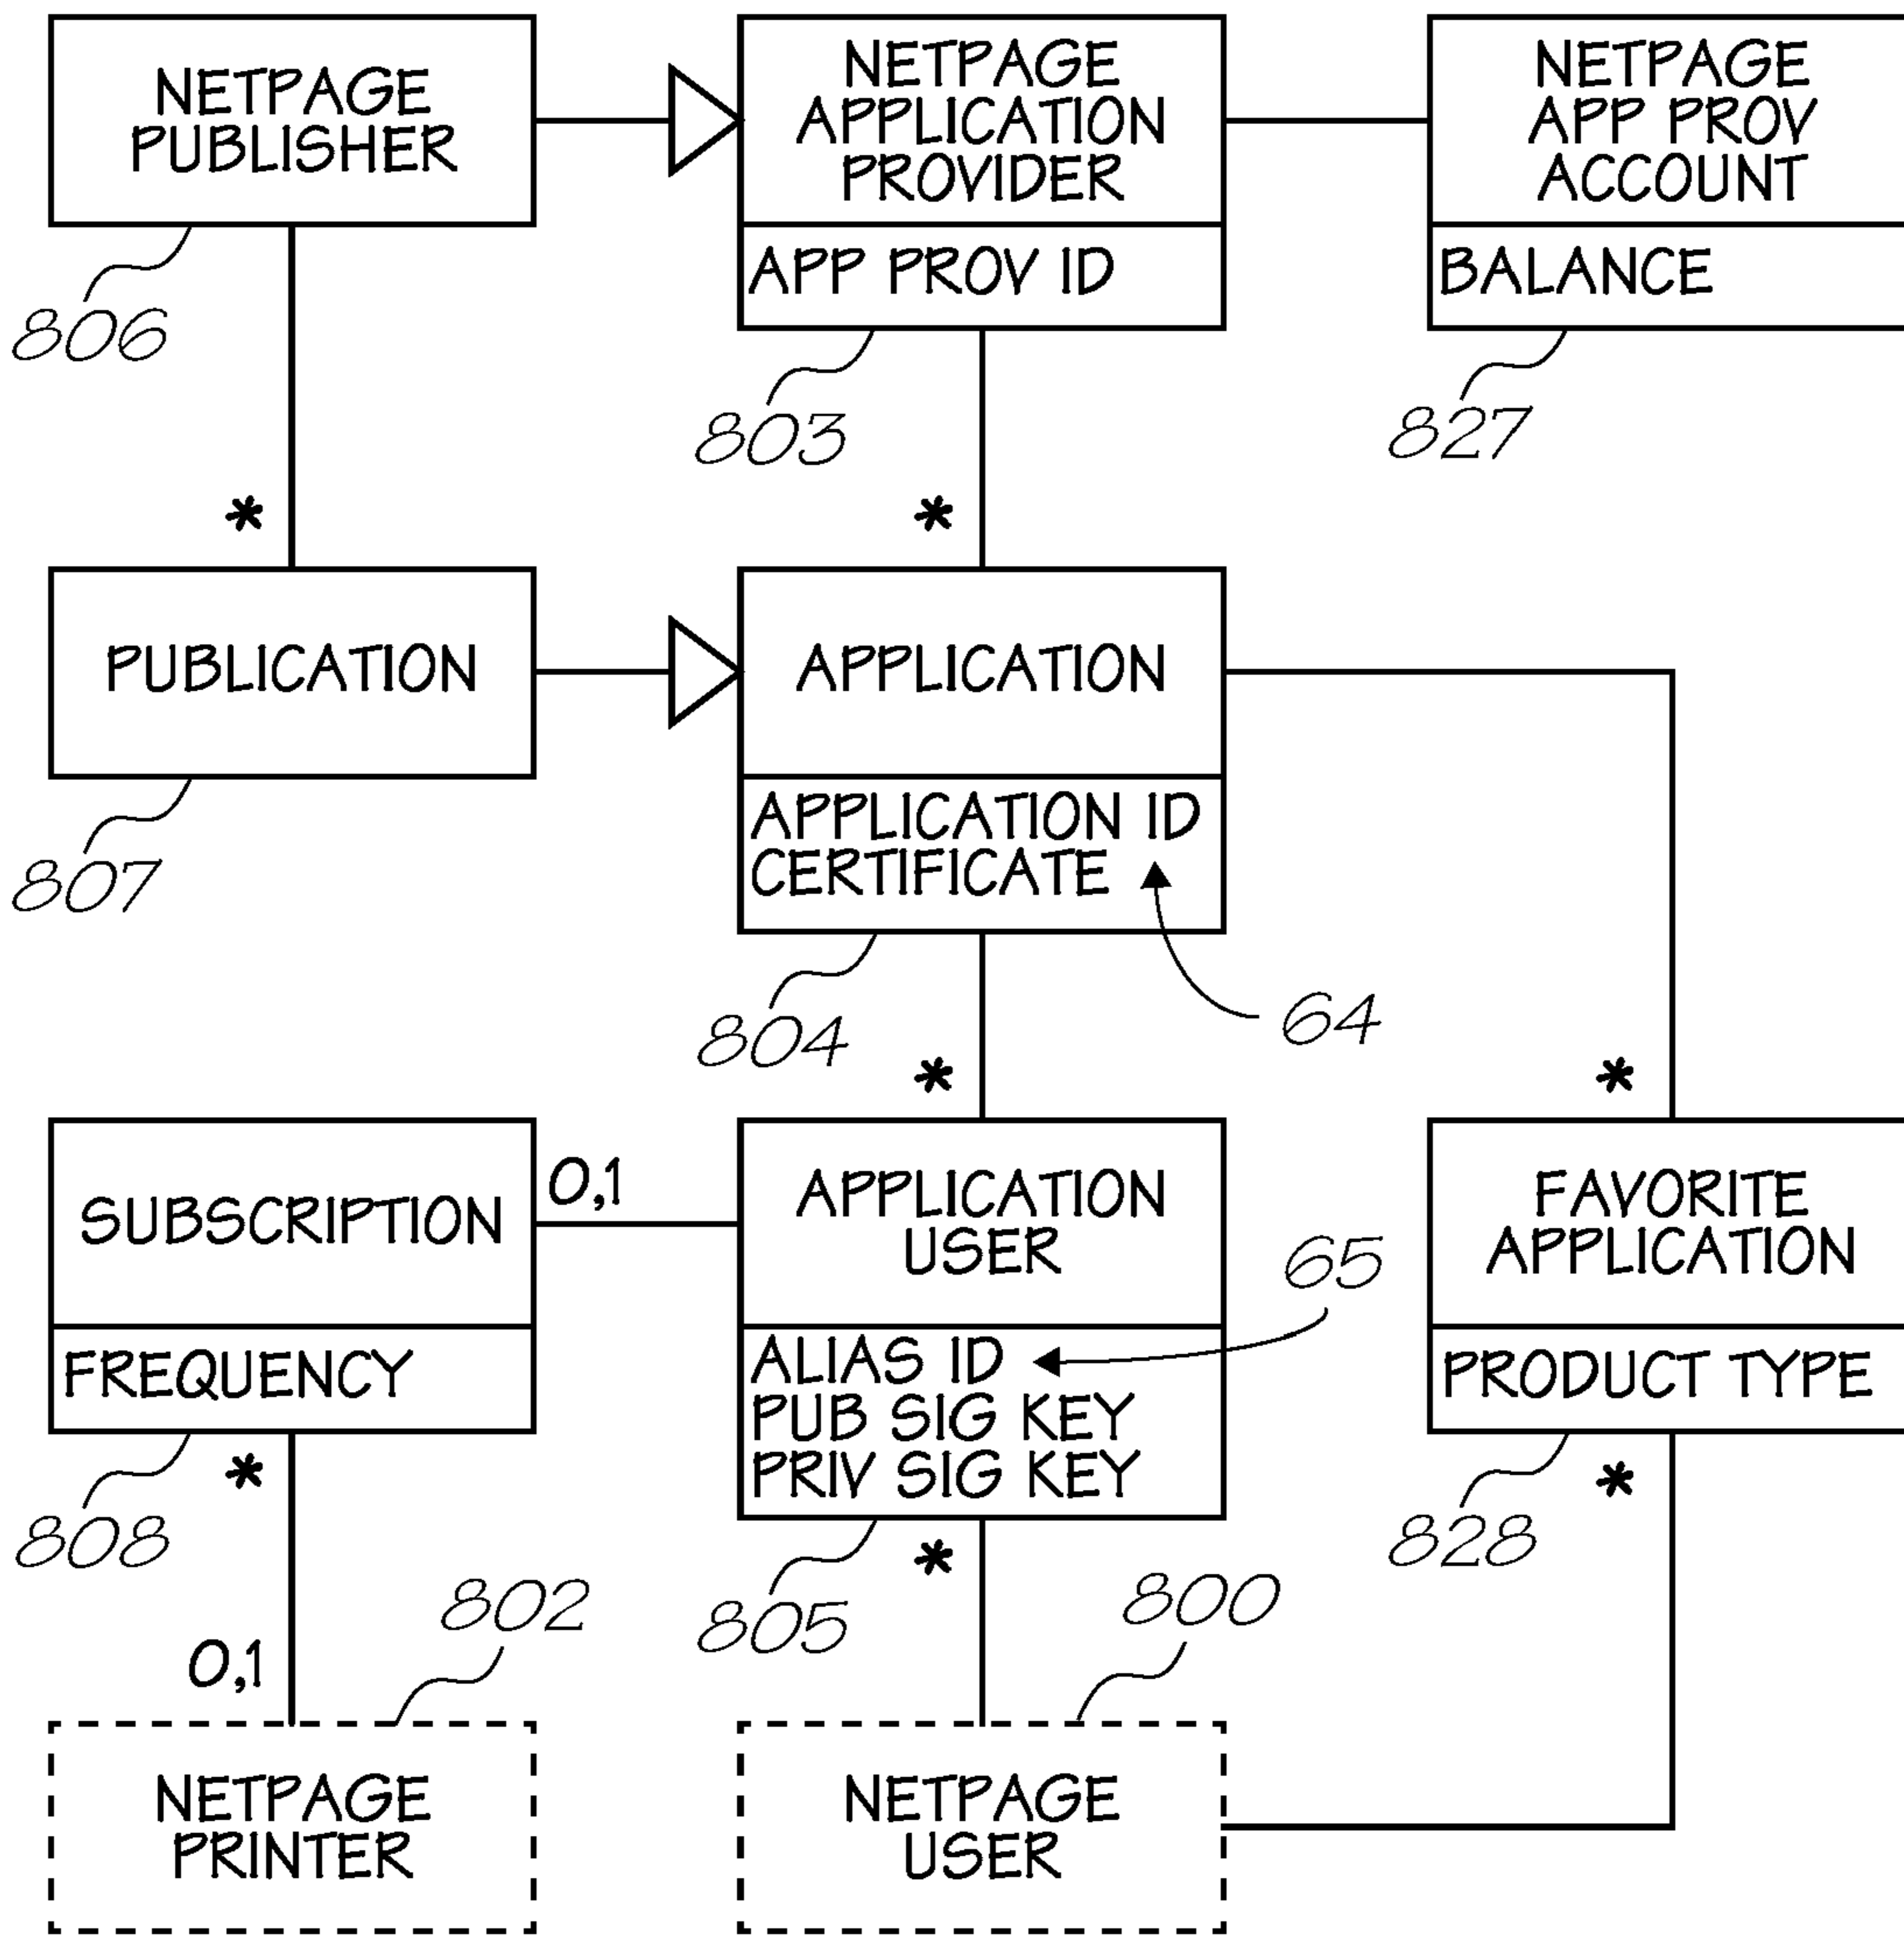 NETPAGE
PUBLISHER
NETPAGE
APPLICATION
PROVIDER
APP PROV ID
NETPAGE
APP PROV
ACCOUNT
BALANCE
806
803
827
*
*
PUBLICATION
APPLICATION
APPLICATION ID
CERTIFICATE
807
804
64
*
*
SUBSCRIPTION
FREQUENCY
0,1
APPLICATION
USER
ALIAS ID
PUB SIG KEY
PRIV SIG KEY
65
FAVORITE
APPLICATION
PRODUCT TYPE
808
*
805
*
828
*
0,1
802
800
NETPAGE
PRINTER
NETPAGE
USER